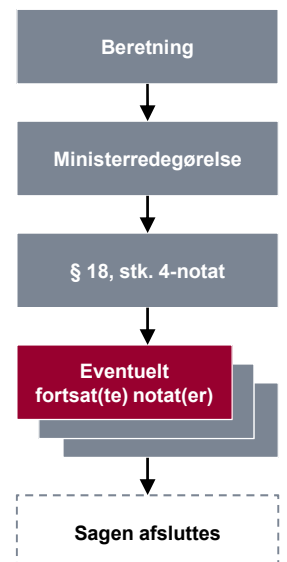 Beretning
Ministerredegørelse
§ 18, stk. 4-notat
Eventuelt
fortsat(te) notat(er)
Sagen afsluttes